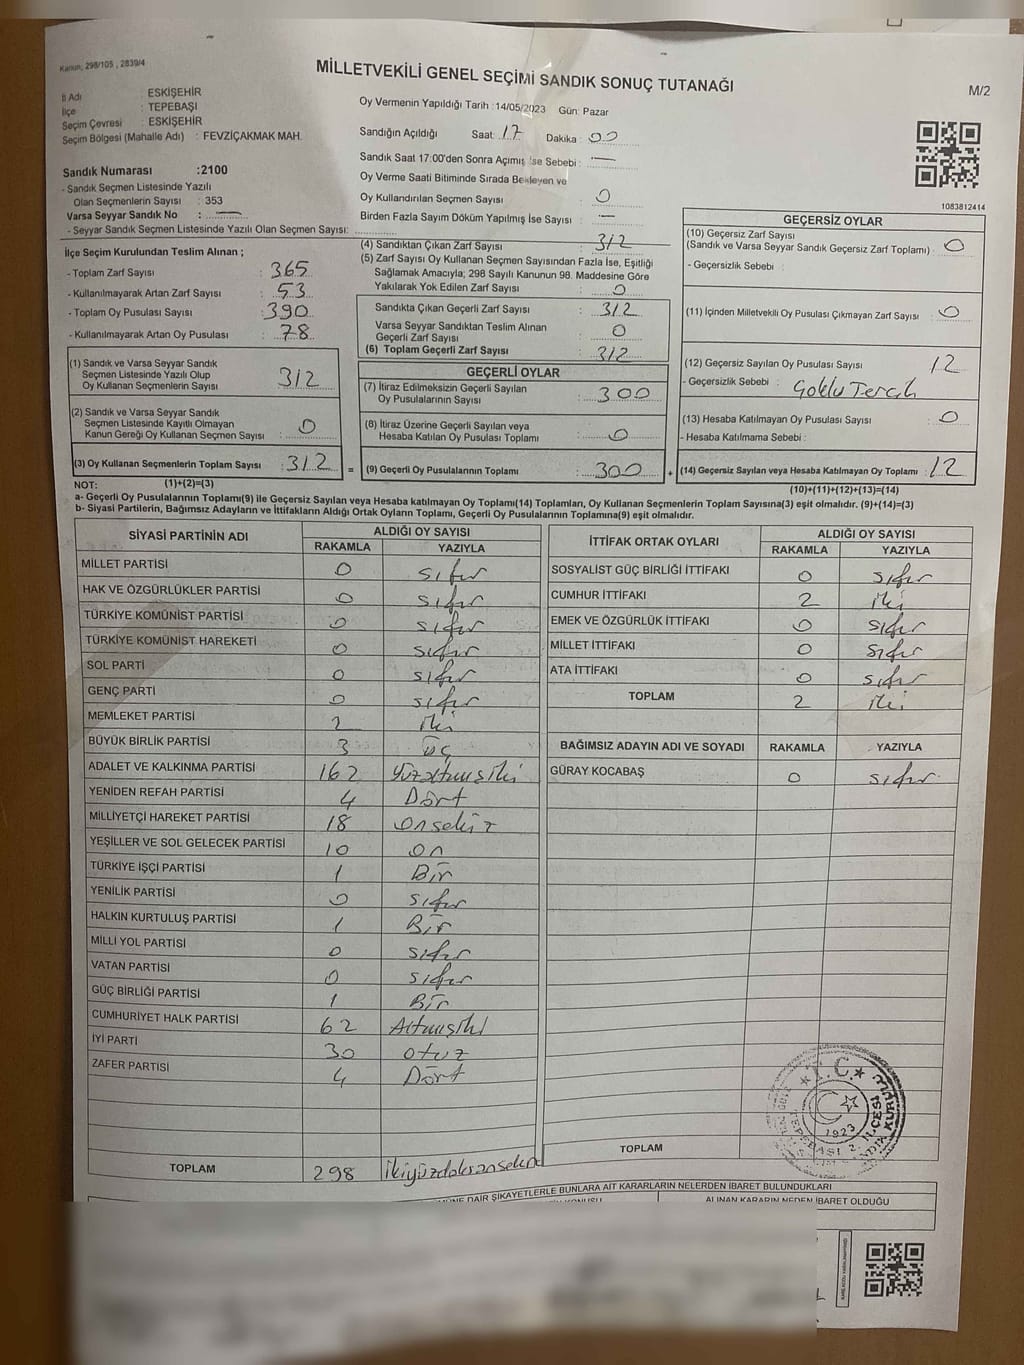 Kanun; 298/105 , 2839/4
MİLLETVEKİLİ GENEL SEÇİMİ SANDIK SONUÇ TUTANAĞI
M/2
İl Adı : ESKİŞEHİR
İlçe : TEPEBAŞI
Seçim Çevresi : ESKİŞEHİR
Seçim Bölgesi (Mahalle Adı) : FEVZİÇAKMAK MAH.
Oy Vermenin Yapıldığı Tarih :14/05/2023 Gün: Pazar
Sandığın Açıldığı Saat: 17 Dakika : 00
Sandık Saat 17:00'den Sonra Açımış İse Sebebi : —
Oy Verme Saati Bitiminde Sırada Bekleyen ve
Oy Kullandırılan Seçmen Sayısı : 0
Birden Fazla Sayım Döküm Yapılmış İse Sayısı : —
Sandık Numarası :2100
- Sandık Seçmen Listesinde Yazılı
Olan Seçmenlerin Sayısı : 353
Varsa Seyyar Sandık No : —
- Seyyar Sandık Seçmen Listesinde Yazılı Olan Seçmen Sayısı:
1083812414
İlçe Seçim Kurulundan Teslim Alınan ;
- Toplam Zarf Sayısı : 365
- Kullanılmayarak Artan Zarf Sayısı : 53
- Toplam Oy Pusulası Sayısı : 390
- Kullanılmayarak Artan Oy Pusulası : 78
(4) Sandıktan Çıkan Zarf Sayısı : 312
(5) Zarf Sayısı Oy Kullanan Seçmen Sayısından Fazla İse, Eşitliği
Sağlamak Amacıyla; 298 Sayılı Kanunun 98. Maddesine Göre
Yakılarak Yok Edilen Zarf Sayısı : 0
Sandıkta Çıkan Geçerli Zarf Sayısı : 312
Varsa Seyyar Sandıktan Teslim Alınan
Geçerli Zarf Sayısı : 0
(6) Toplam Geçerli Zarf Sayısı : 312
GEÇERSİZ OYLAR
(10) Geçersiz Zarf Sayısı
(Sandık ve Varsa Seyyar Sandık Geçersiz Zarf Toplamı) : 0
- Geçersizlik Sebebi :
(11) İçinden Milletvekili Oy Pusulası Çıkmayan Zarf Sayısı : 0
(12) Geçersiz Sayılan Oy Pusulası Sayısı : 12
- Geçersizlik Sebebi : Çoklu Tercih
(13) Hesaba Katılmayan Oy Pusulası Sayısı : 0
- Hesaba Katılmama Sebebi :
(14) Geçersiz Sayılan veya Hesaba Katılmayan Oy Toplamı : 12
(10)+(11)+(12)+(13)=(14)
(1) Sandık ve Varsa Seyyar Sandık
Seçmen Listesinde Yazılı Olup
Oy Kullanan Seçmenlerin Sayısı : 312
(2) Sandık ve Varsa Seyyar Sandık
Seçmen Listesinde Kayıtlı Olmayan
Kanun Gereği Oy Kullanan Seçmen Sayısı : 0
(3) Oy Kullanan Seçmenlerin Toplam Sayısı : 312 =
GEÇERLİ OYLAR
(7) İtiraz Edilmeksizin Geçerli Sayılan
Oy Pusulalarının Sayısı : 300
(8) İtiraz Üzerine Geçerli Sayılan veya
Hesaba Katılan Oy Pusulası Toplamı : 0
(9) Geçerli Oy Pusulalarının Toplamı : 300 +
NOT: (1)+(2)=(3)
a- Geçerli Oy Pusulalarının Toplamı(9) ile Geçersiz Sayılan veya Hesaba katılmayan Oy Toplamı(14) Toplamları, Oy Kullanan Seçmenlerin Toplam Sayısına(3) eşit olmalıdır. (9)+(14)=(3)
b- Siyasi Partilerin, Bağımsız Adayların ve İttifakların Aldığı Ortak Oyların Toplamı, Geçerli Oy Pusulalarının Toplamına(9) eşit olmalıdır.
SİYASİ PARTİNİN ADI ALDIĞI OY SAYISI
RAKAMLA YAZIYLA
MİLLET PARTİSİ 0 sıfır
HAK VE ÖZGÜRLÜKLER PARTİSİ 0 sıfır
TÜRKİYE KOMÜNİST PARTİSİ 0 sıfır
TÜRKİYE KOMÜNİST HAREKETİ 0 sıfır
SOL PARTİ 0 sıfır
GENÇ PARTİ 0 sıfır
MEMLEKET PARTİSİ 2 iki
BÜYÜK BİRLİK PARTİSİ 3 üç
ADALET VE KALKINMA PARTİSİ 162 Yüzatmışiki
YENİDEN REFAH PARTİSİ 4 Dört
MİLLİYETÇİ HAREKET PARTİSİ 18 onsekiz
YEŞİLLER VE SOL GELECEK PARTİSİ 10 on
TÜRKİYE İŞÇİ PARTİSİ 1 Bir
YENİLİK PARTİSİ 0 sıfır
HALKIN KURTULUŞ PARTİSİ 1 Bir
MİLLİ YOL PARTİSİ 0 sıfır
VATAN PARTİSİ 0 sıfır
GÜÇ BİRLİĞİ PARTİSİ 1 Bir
CUMHURİYET HALK PARTİSİ 62 Atmışiki
İYİ PARTİ 30 otuz
ZAFER PARTİSİ 4 Dört
TOPLAM 298 İkiyüzdoksansekiz
İTTİFAK ORTAK OYLARI ALDIĞI OY SAYISI
RAKAMLA YAZIYLA
SOSYALİST GÜÇ BİRLİĞİ İTTİFAKI 0 sıfır
CUMHUR İTTİFAKI 2 iki
EMEK VE ÖZGÜRLÜK İTTİFAKI 0 sıfır
MİLLET İTTİFAKI 0 sıfır
ATA İTTİFAKI 0 sıfır
TOPLAM 2 iki
BAĞIMSIZ ADAYIN ADI VE SOYADI RAKAMLA YAZIYLA
GÜRAY KOCABAŞ 0 sıfır
TOPLAM
T.C.
1923
DAİR ŞİKAYETLERLE BUNLARA AİT KARARLARIN NELERDEN İBARET BULUNDUKLARI
ALINAN KARARIN NEDEN İBARET OLDUĞU